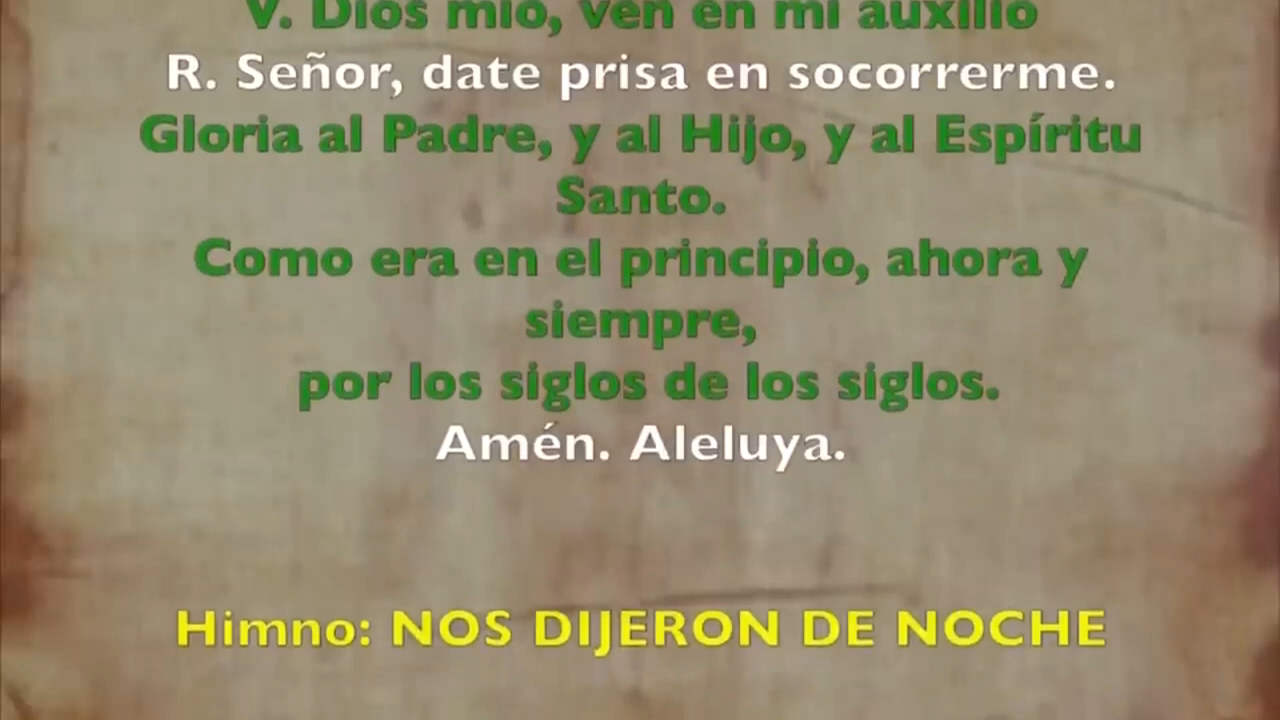 V. Dios mío, ven en mi auxilio
R. Señor, date prisa en socorrerme.
Gloria al Padre, y al Hijo, y al Espíritu
Santo.
Como era en el principio, ahora y
siempre,
por los siglos de los siglos.
Amén. Aleluya.
Himno: NOS DIJERON DE NOCHE